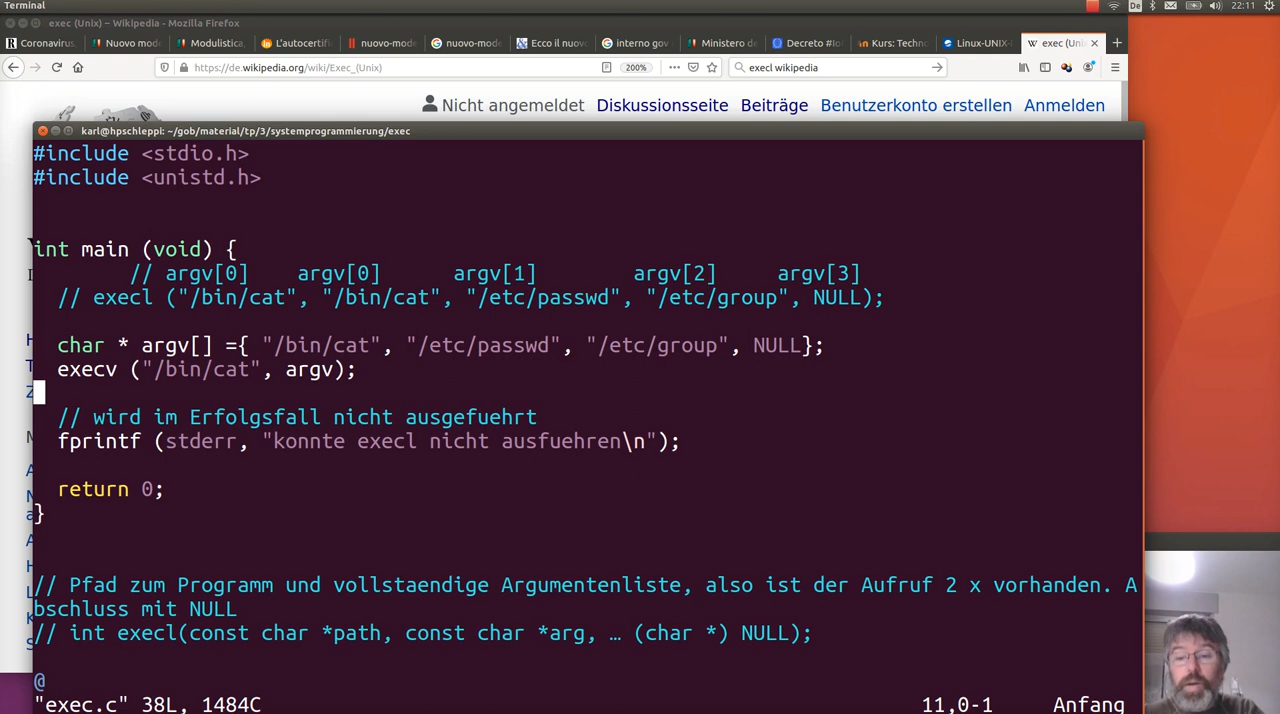 Terminal
De
22:11
exec (Unix) – Wikipedia - Mozilla Firefox
Coronavirus.
Nuovo mode
Modulistica,
L'autocertifi
nuovo-mode
nuovo-mode
Ecco il nuovo
interno gov
Ministero de
Decreto #Io
Kurs: Techno
Linux-UNIX-
exec (Unix
https://de.wikipedia.org/wiki/Exec_(Unix)
200%
execl wikipedia
Nicht angemeldet Diskussionsseite Beiträge Benutzerkonto erstellen Anmelden
karl@hpschleppi: ~/gob/material/tp/3/systemprogrammierung/exec
#include <stdio.h>
#include <unistd.h>
int main (void) {
// argv[0] argv[0] argv[1] argv[2] argv[3]
// execl ("/bin/cat", "/bin/cat", "/etc/passwd", "/etc/group", NULL);
char * argv[] ={ "/bin/cat", "/etc/passwd", "/etc/group", NULL};
execv ("/bin/cat", argv);
// wird im Erfolgsfall nicht ausgefuehrt
fprintf (stderr, "konnte execl nicht ausfuehren\n");
return 0;
}
// Pfad zum Programm und vollstaendige Argumentenliste, also ist der Aufruf 2 x vorhanden. A
bschluss mit NULL
// int execl(const char *path, const char *arg, … (char *) NULL);
@
"exec.c" 38L, 1484C 11,0-1 Anfang